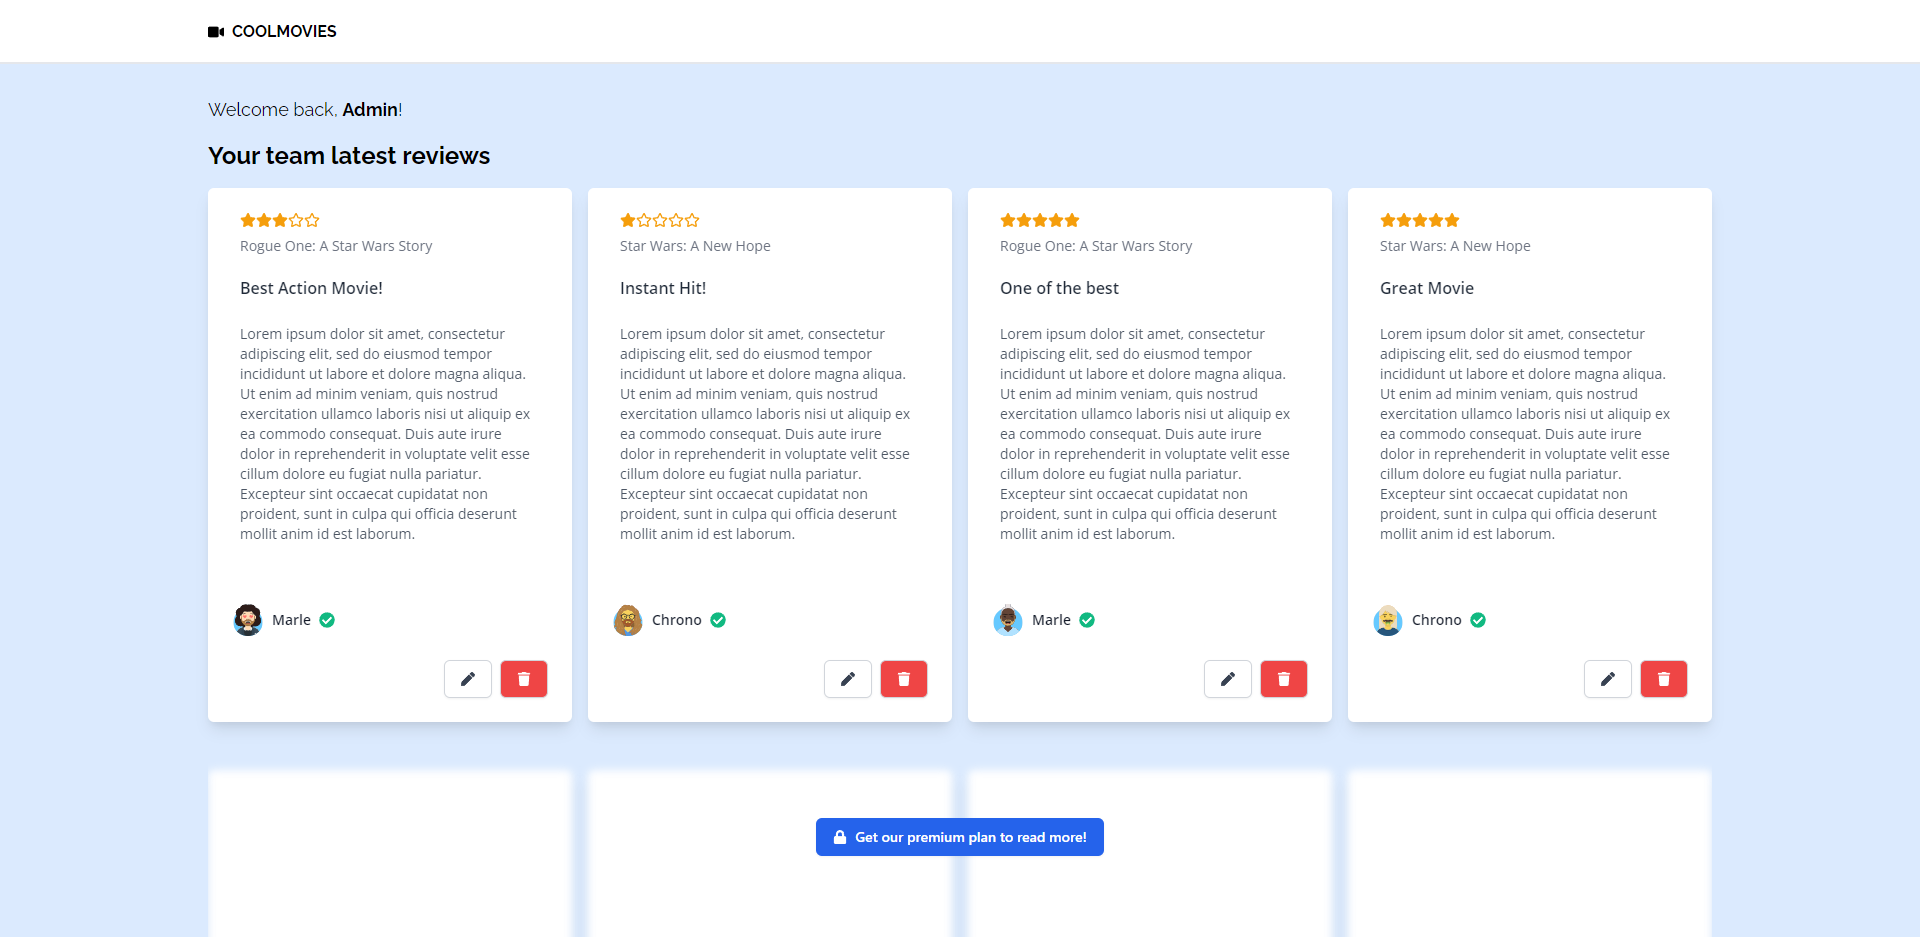 COOLMOVIES
Welcome back, Admin!
Your team latest reviews
Rogue One: A Star Wars Story
Best Action Movie!
Lorem ipsum dolor sit amet, consectetur
adipiscing elit, sed do eiusmod tempor
incididunt ut labore et dolore magna aliqua.
Ut enim ad minim veniam, quis nostrud
exercitation ullamco laboris nisi ut aliquip ex
ea commodo consequat. Duis aute irure
dolor in reprehenderit in voluptate velit esse
cillum dolore eu fugiat nulla pariatur.
Excepteur sint occaecat cupidatat non
proident, sunt in culpa qui officia deserunt
mollit anim id est laborum.
Marle
Star Wars: A New Hope
Instant Hit!
Lorem ipsum dolor sit amet, consectetur
adipiscing elit, sed do eiusmod tempor
incididunt ut labore et dolore magna aliqua.
Ut enim ad minim veniam, quis nostrud
exercitation ullamco laboris nisi ut aliquip ex
ea commodo consequat. Duis aute irure
dolor in reprehenderit in voluptate velit esse
cillum dolore eu fugiat nulla pariatur.
Excepteur sint occaecat cupidatat non
proident, sunt in culpa qui officia deserunt
mollit anim id est laborum.
Chrono
Rogue One: A Star Wars Story
One of the best
Lorem ipsum dolor sit amet, consectetur
adipiscing elit, sed do eiusmod tempor
incididunt ut labore et dolore magna aliqua.
Ut enim ad minim veniam, quis nostrud
exercitation ullamco laboris nisi ut aliquip ex
ea commodo consequat. Duis aute irure
dolor in reprehenderit in voluptate velit esse
cillum dolore eu fugiat nulla pariatur.
Excepteur sint occaecat cupidatat non
proident, sunt in culpa qui officia deserunt
mollit anim id est laborum.
Marle
Star Wars: A New Hope
Great Movie
Lorem ipsum dolor sit amet, consectetur
adipiscing elit, sed do eiusmod tempor
incididunt ut labore et dolore magna aliqua.
Ut enim ad minim veniam, quis nostrud
exercitation ullamco laboris nisi ut aliquip ex
ea commodo consequat. Duis aute irure
dolor in reprehenderit in voluptate velit esse
cillum dolore eu fugiat nulla pariatur.
Excepteur sint occaecat cupidatat non
proident, sunt in culpa qui officia deserunt
mollit anim id est laborum.
Chrono
Get our premium plan to read more!